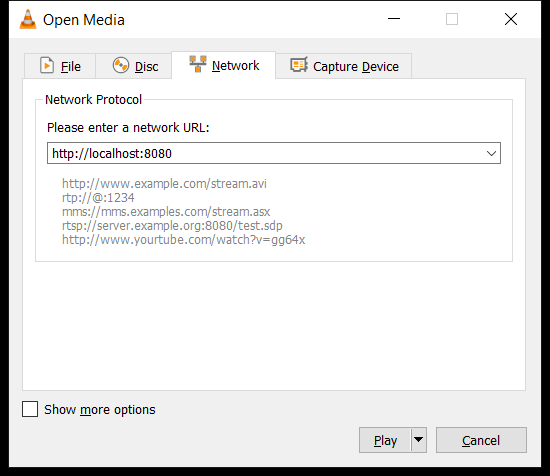 Open Media
File
Disc
Network
Capture Device
Network Protocol
Please enter a network URL:
http://localhost:8080
http://www.example.com/stream.avi
rtp://@:1234
mms://mms.examples.com/stream.asx
rtsp://server.example.org:8080/test.sdp
http://www.yourtube.com/watch?v=gg64x
Show more options
Play
Cancel